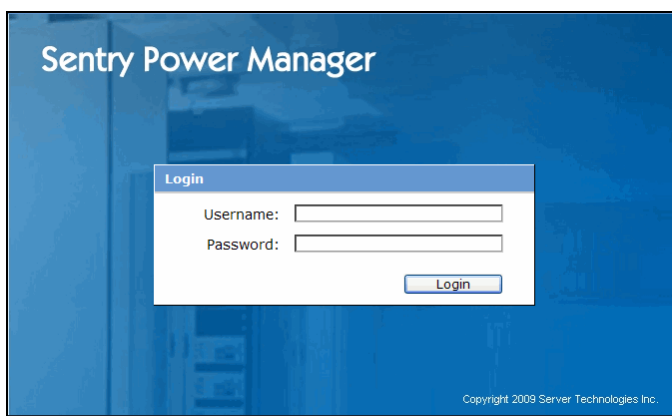 Sentry Power Manager
Login
Username:
Password:
Login
Copyright 2009 Server Technologies Inc.